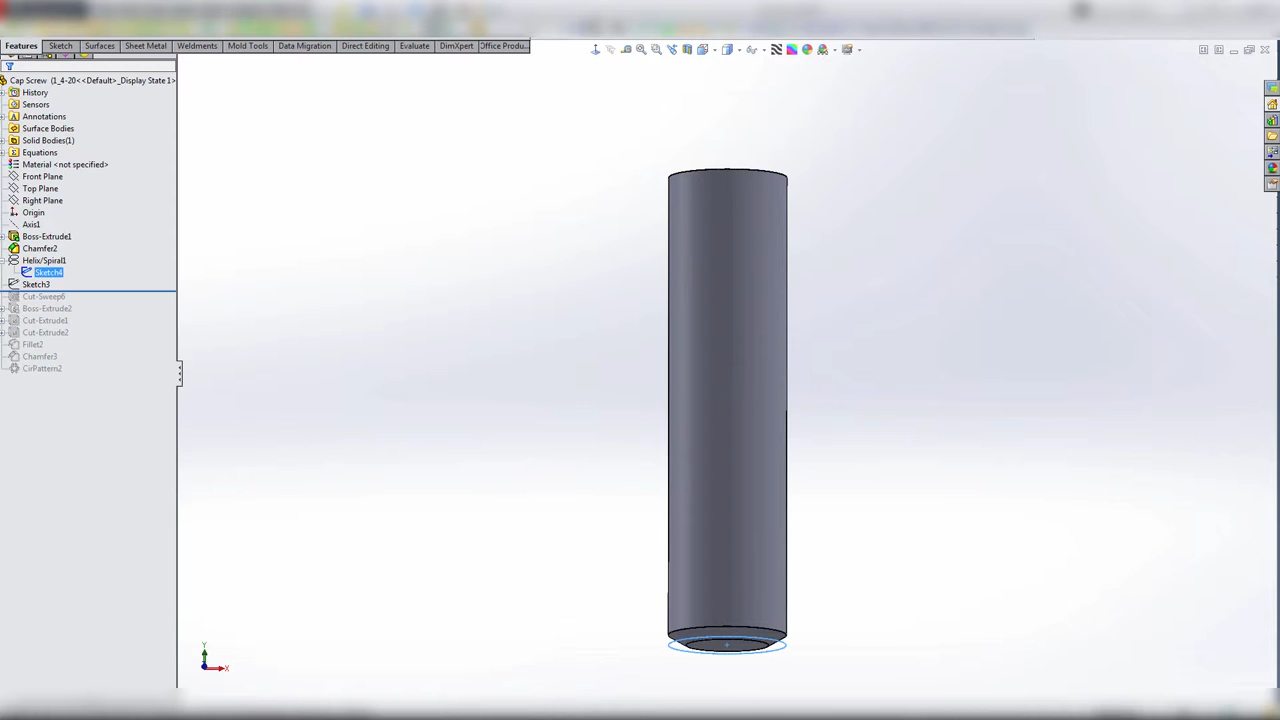 Features Sketch Surfaces Sheet Metal Weldments Mold Tools Data Migration Direct Editing Evaluate DimXpert Office Produ...
Cap Screw (1_4-20<<Default>_Display State 1>
History
Sensors
Annotations
Surface Bodies
Solid Bodies(1)
Equations
Material <not specified>
Front Plane
Top Plane
Right Plane
Origin
Axis1
Boss-Extrude1
Chamfer2
Helix/Spiral1
Sketch4
Sketch3
Cut-Sweep6
Boss-Extrude2
Cut-Extrude1
Cut-Extrude2
Fillet2
Chamfer3
CirPattern2
Y
X